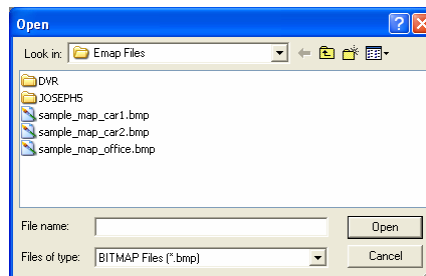 Open
Look in: Emap Files
DVR
JOSEPH5
sample_map_car1.bmp
sample_map_car2.bmp
sample_map_office.bmp
File name: Open
Files of type: BITMAP Files (*.bmp) Cancel